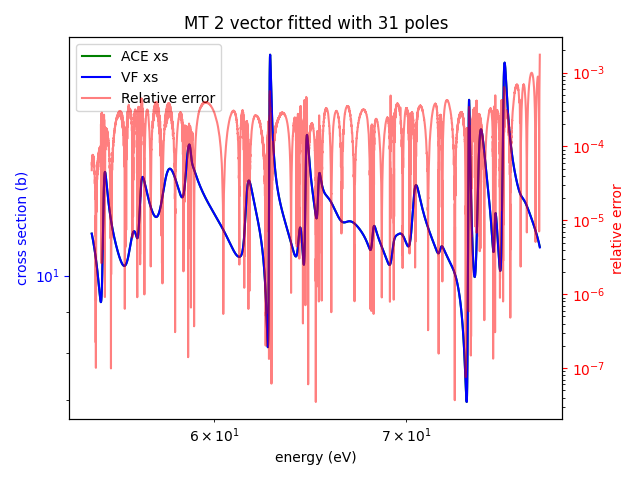 MT 2 vector fitted with 31 poles
ACE xs
VF xs
Relative error
cross section (b)
10¹
6 × 10¹
7 × 10¹
energy (eV)
10⁻³
10⁻⁴
10⁻⁵
10⁻⁶
10⁻⁷
relative error